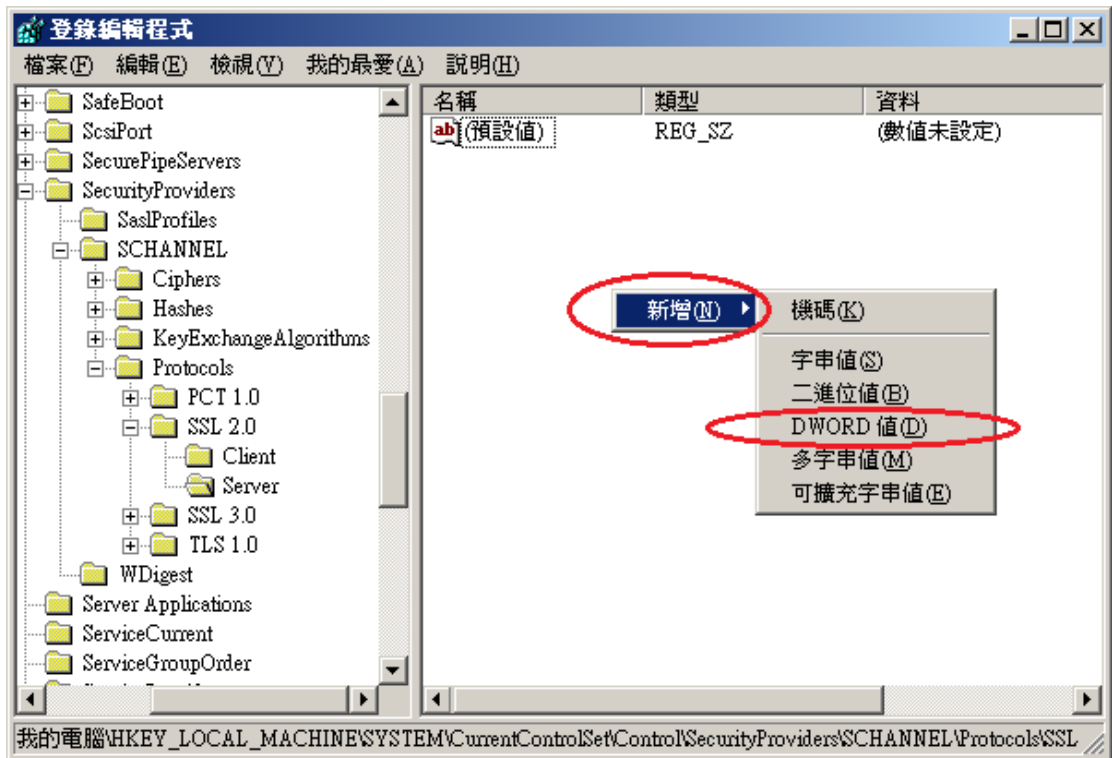 登錄編輯程式
檔案(F) 編輯(E) 檢視(V) 我的最愛(A) 說明(H)
SafeBoot
ScsiPort
SecurePipeServers
SecurityProviders
SaslProfiles
SCHANNEL
Ciphers
Hashes
KeyExchangeAlgorithms
Protocols
PCT 1.0
SSL 2.0
Client
Server
SSL 3.0
TLS 1.0
WDigest
Server Applications
ServiceCurrent
ServiceGroupOrder
名稱 類型 資料
ab (預設值) REG_SZ (數值未設定)
新增(N)
機碼(K)
字串值(S)
二進位值(B)
DWORD 值(D)
多字串值(M)
可擴充字串值(E)
我的電腦\HKEY_LOCAL_MACHINE\SYSTEM\CurrentControlSet\Control\SecurityProviders\SCHANNEL\Protocols\SSL